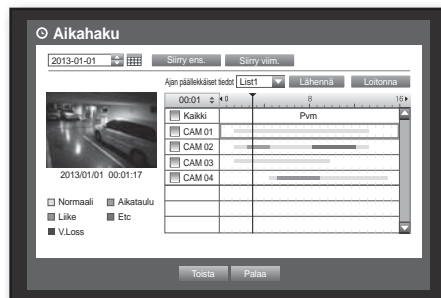 Aikahaku
2013-01-01 Siirry ens. Siirry viim.
Ajan päällekkäiset tiedot List1 Lähennä Loitonna
00:01 0 8 16
Kaikki Pvm
CAM 01
CAM 02
CAM 03
CAM 04
2013/01/01 00:01:17
Normaali Aikataulu
Liike Etc
V.Loss
Toista Palaa